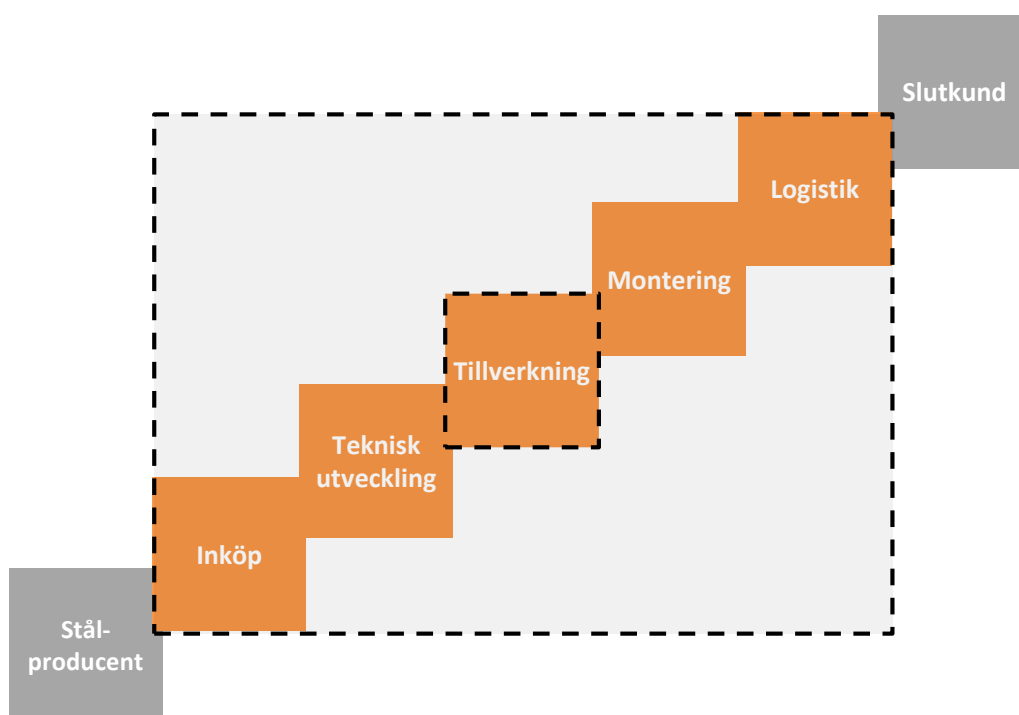 Slutkund
Logistik
Montering
Tillverkning
Teknisk
utveckling
Inköp
Stål-
producent